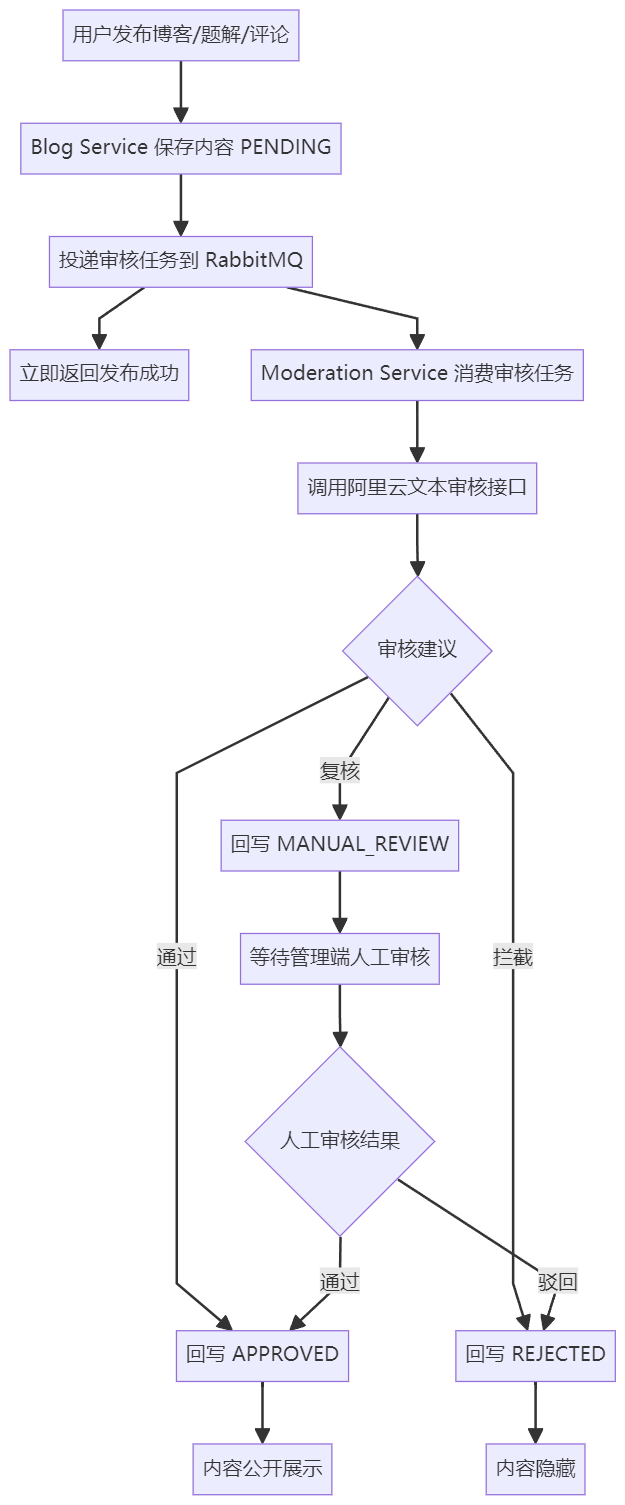 用户发布博客/题解/评论
Blog Service 保存内容 PENDING
投递审核任务到 RabbitMQ
立即返回发布成功
Moderation Service 消费审核任务
调用阿里云文本审核接口
审核建议
复核
回写 MANUAL_REVIEW
通过
等待管理端人工审核
拦截
人工审核结果
通过
驳回
回写 APPROVED
回写 REJECTED
内容公开展示
内容隐藏